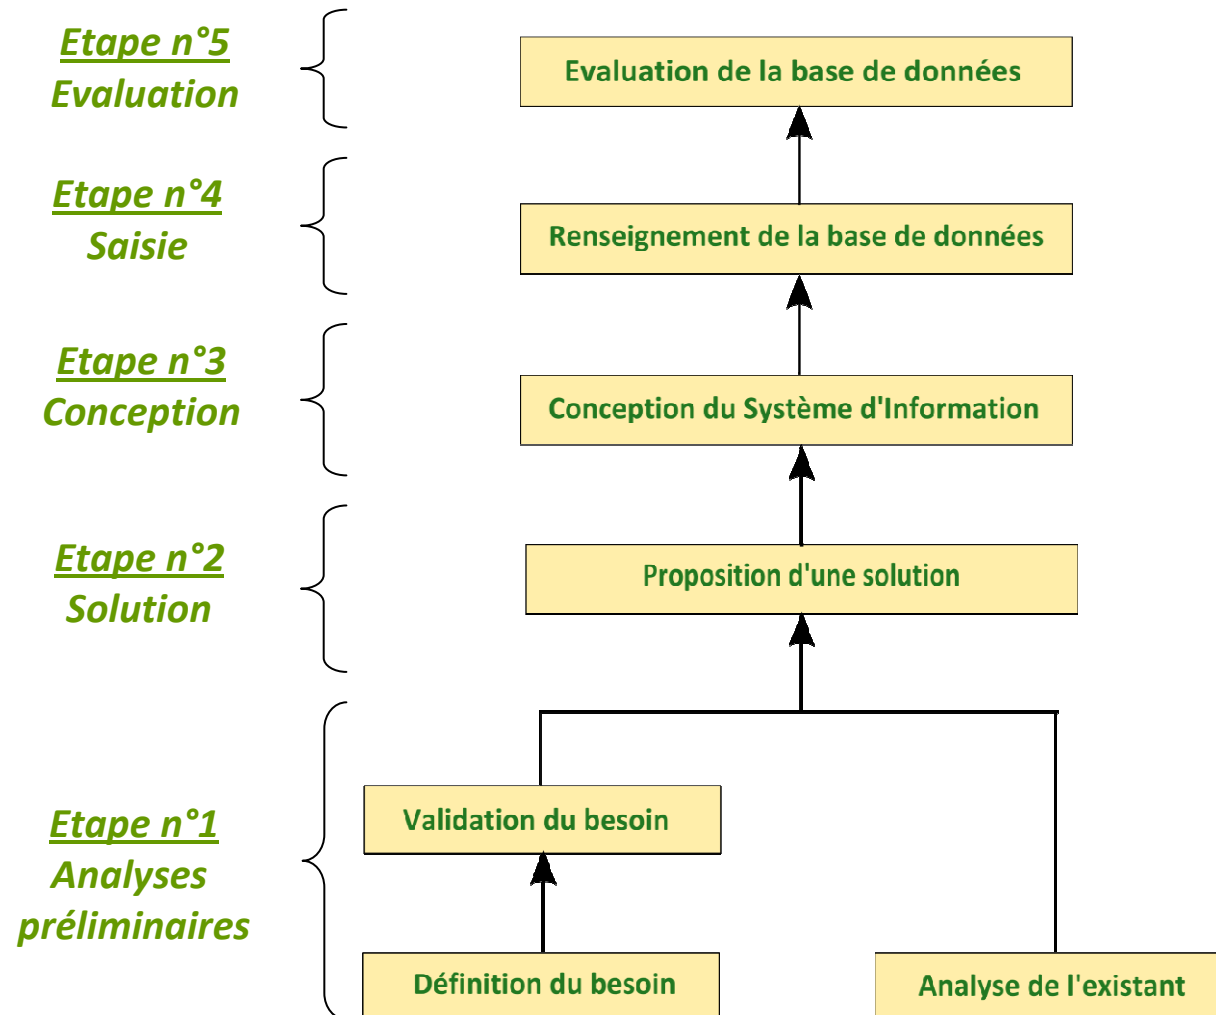 Etape n°5
Evaluation
Evaluation de la base de données
Etape n°4
Saisie
Renseignement de la base de données
Etape n°3
Conception
Conception du Système d'Information
Etape n°2
Solution
Proposition d'une solution
Etape n°1
Analyses
préliminaires
Validation du besoin
Définition du besoin
Analyse de l'existant